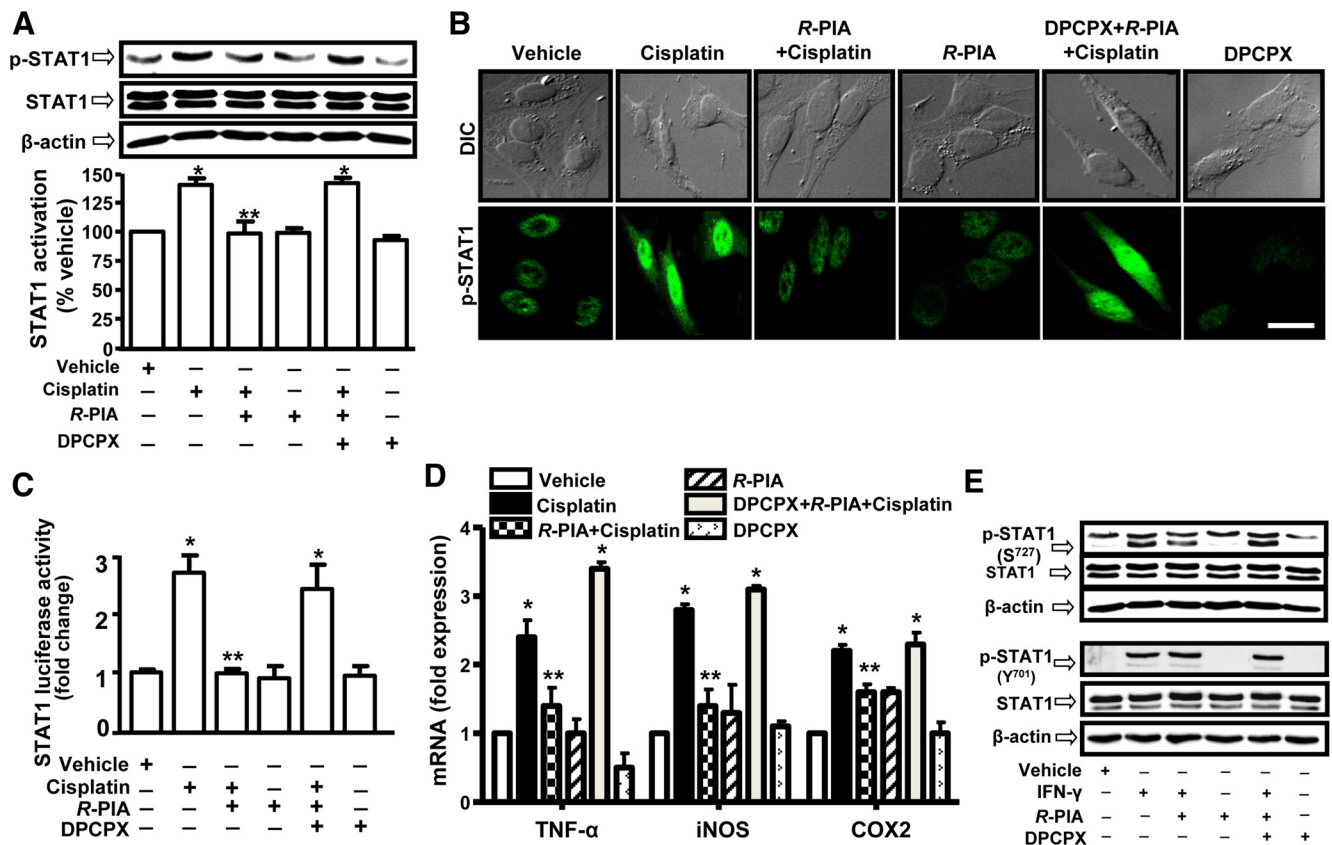 A
p-STAT1
STAT1
β-actin
STAT1 activation
(% vehicle)
150
125
100
75
50
25
0
* ** *
Vehicle + – – – – –
Cisplatin – + + – + –
R-PIA – – + + + –
DPCPX – – – – + +
B
Vehicle
Cisplatin
R-PIA
+Cisplatin
R-PIA
DPCPX+R-PIA
+Cisplatin
DPCPX
DIC
p-STAT1
C
STAT1 luciferase activity
(fold change)
3
2
1
0
* ** *
Vehicle + – – – – –
Cisplatin – + + – + –
R-PIA – – + + + –
DPCPX – – – – + +
D
Vehicle
Cisplatin
R-PIA+Cisplatin
R-PIA
DPCPX+R-PIA+Cisplatin
DPCPX
mRNA (fold expression)
4
3
2
1
0
* ** * * ** * * ** *
TNF-α iNOS COX2
E
p-STAT1
(S727)
STAT1
β-actin
p-STAT1
(Y701)
STAT1
β-actin
Vehicle + – – – – –
IFN-γ – + + – + –
R-PIA – – + + + –
DPCPX – – – – + +